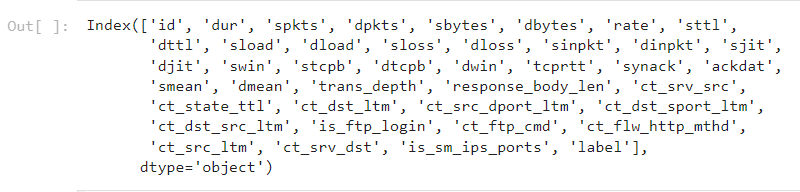 Out[ ]: Index(['id', 'dur', 'spkts', 'dpkts', 'sbytes', 'dbytes', 'rate', 'sttl',
'dttl', 'sload', 'dload', 'sloss', 'dloss', 'sinpkt', 'dinpkt', 'sjit',
'djit', 'swin', 'stcpb', 'dtcpb', 'dwin', 'tcprtt', 'synack', 'ackdat',
'smean', 'dmean', 'trans_depth', 'response_body_len', 'ct_srv_src',
'ct_state_ttl', 'ct_dst_ltm', 'ct_src_dport_ltm', 'ct_dst_sport_ltm',
'ct_dst_src_ltm', 'is_ftp_login', 'ct_ftp_cmd', 'ct_flw_http_mthd',
'ct_src_ltm', 'ct_srv_dst', 'is_sm_ips_ports', 'label'],
dtype='object')